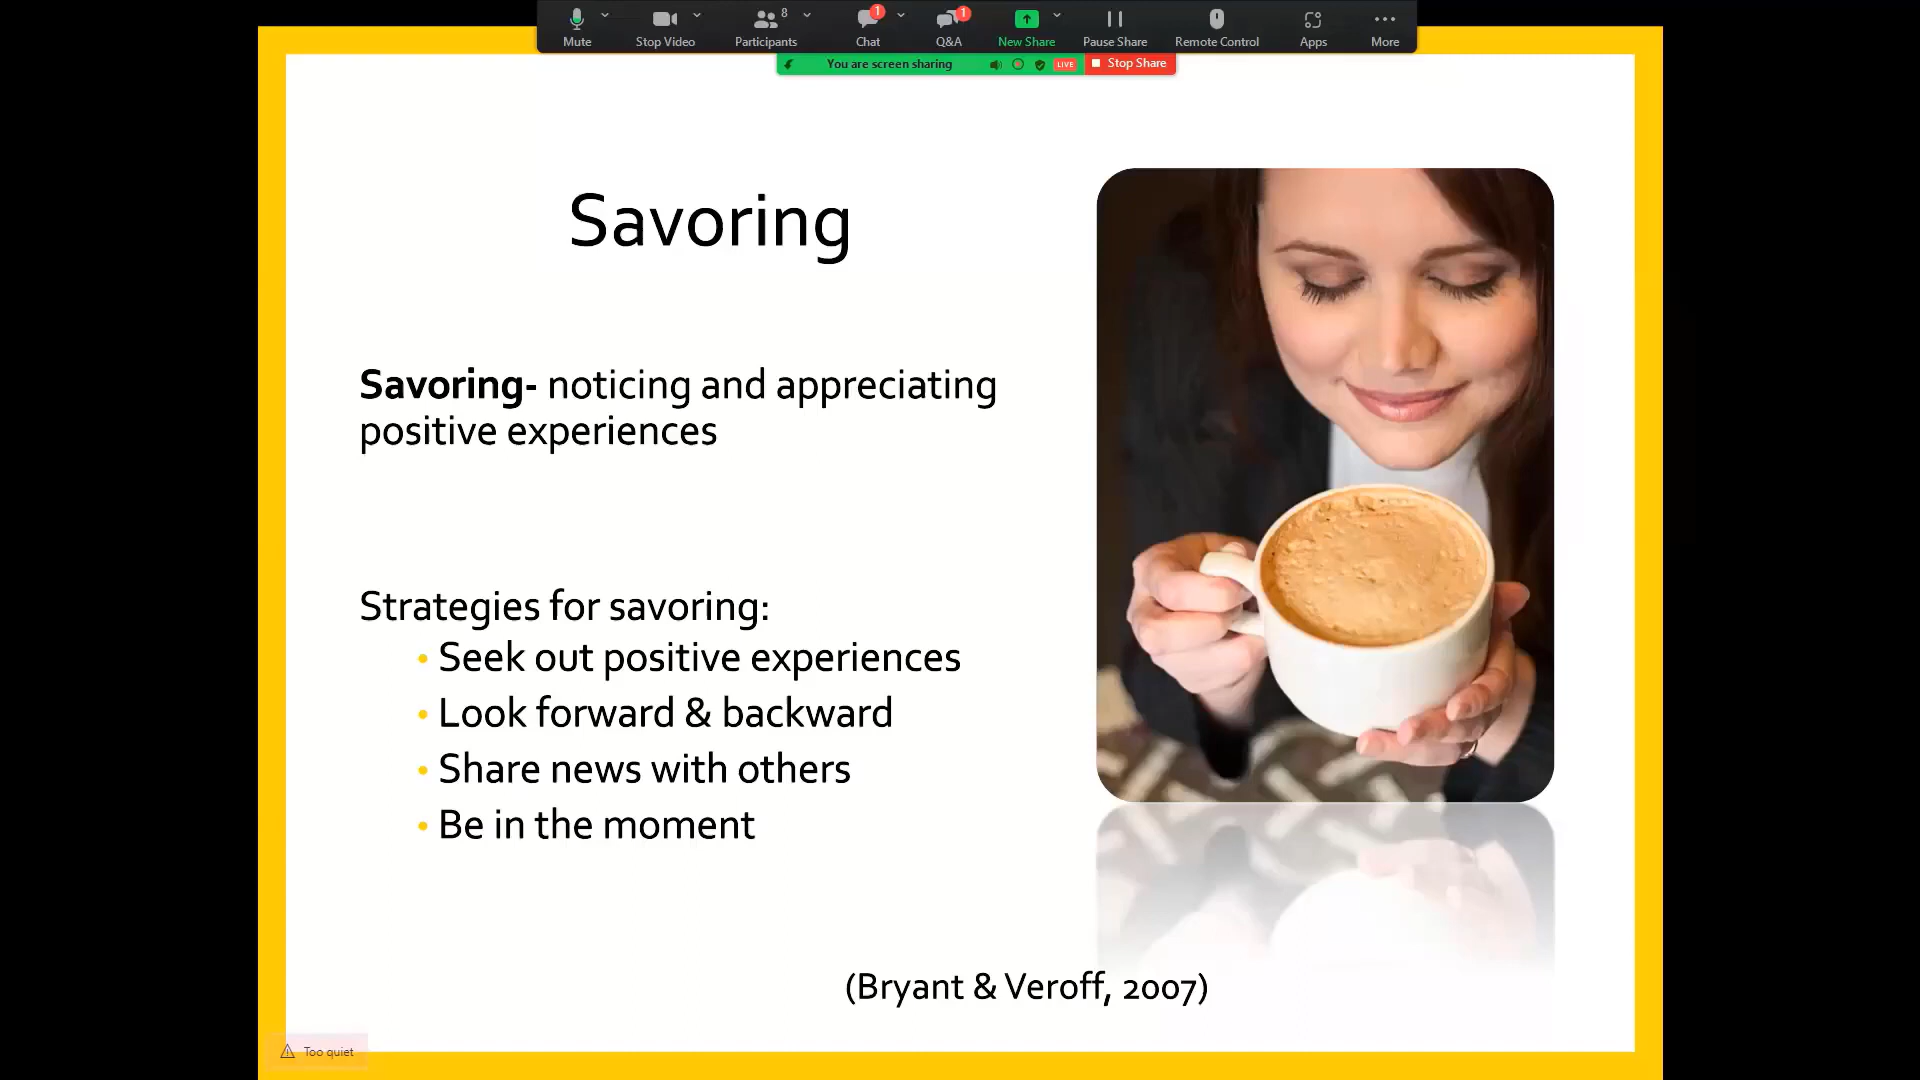 8
1
1
Mute
Stop Video
Participants
Chat
Q&A
New Share
Pause Share
Remote Control
Apps
More
You are screen sharing
LIVE
Stop Share
Savoring
Savoring- noticing and appreciating
positive experiences
Strategies for savoring:
• Seek out positive experiences
• Look forward & backward
• Share news with others
• Be in the moment
(Bryant & Veroff, 2007)
Too quiet